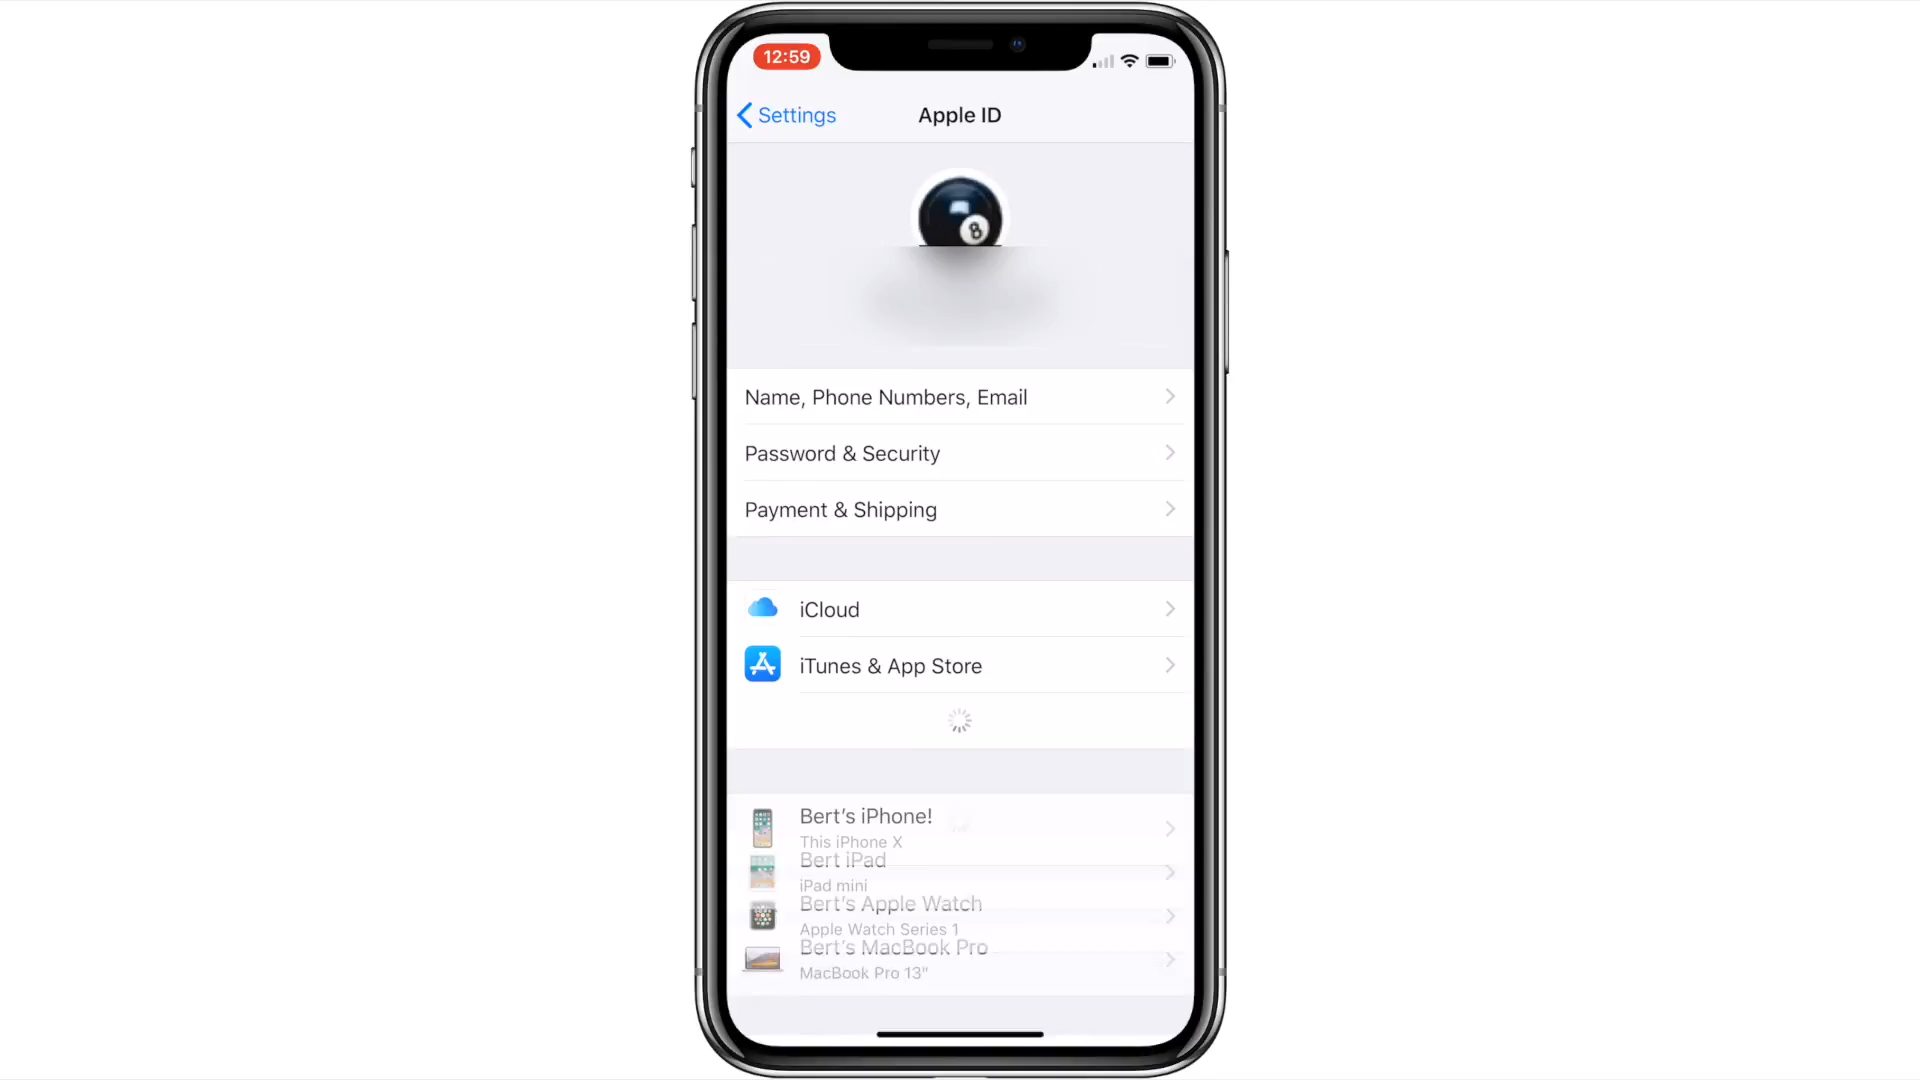 12:59
Settings
Apple ID
8
Name, Phone Numbers, Email
Password & Security
Payment & Shipping
iCloud
iTunes & App Store
Bert’s iPhone!
This iPhone X
Bert iPad
iPad mini
Bert’s Apple Watch
Apple Watch Series 1
Bert’s MacBook Pro
MacBook Pro 13"